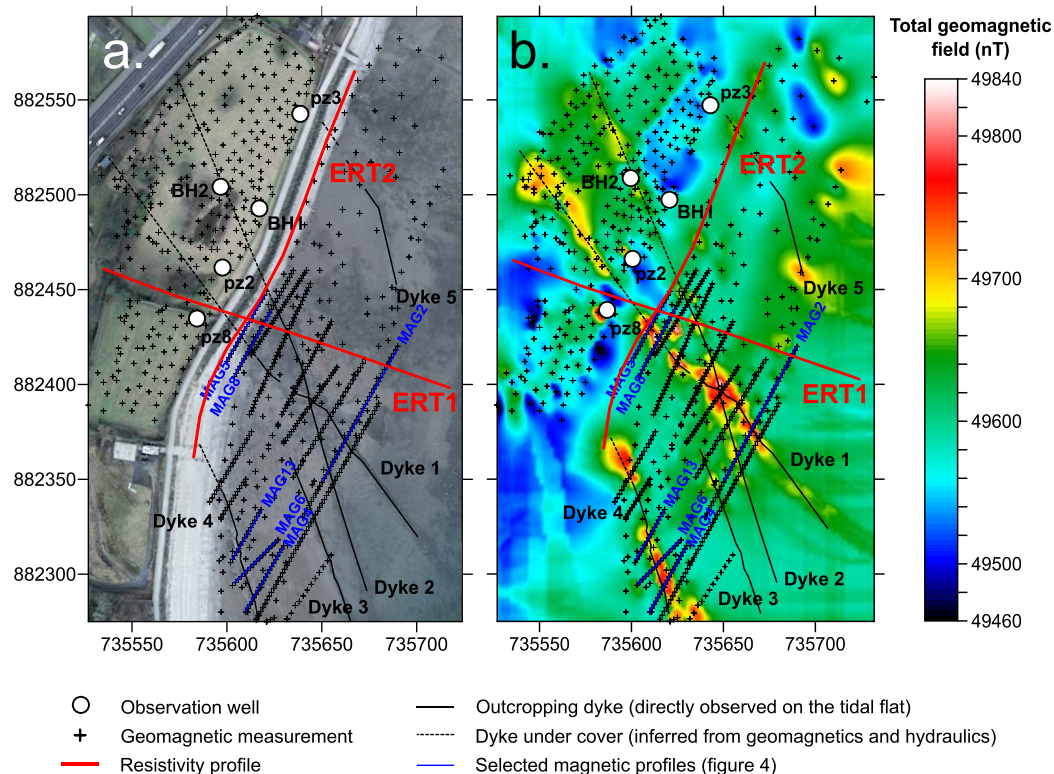 a.
b.
Total geomagnetic
field (nT)
882550
882500
882450
882400
882350
882300
735550
735600
735650
735700
pz3
BH2
BH1
pz2
pz8
ERT2
ERT1
Dyke 5
MAG2
MAG8
Dyke 1
MAG13
MAG6
Dyke 4
Dyke 2
Dyke 3
735550
735600
735650
735700
pz3
BH2
BH1
pz2
pz8
ERT2
ERT1
Dyke 5
MAG2
Dyke 1
MAG13
MAG6
Dyke 4
Dyke 2
Dyke 3
49840
49800
49700
49600
49500
49460
Observation well
Geomagnetic measurement
Resistivity profile
Outcropping dyke (directly observed on the tidal flat)
Dyke under cover (inferred from geomagnetics and hydraulics)
Selected magnetic profiles (figure 4)